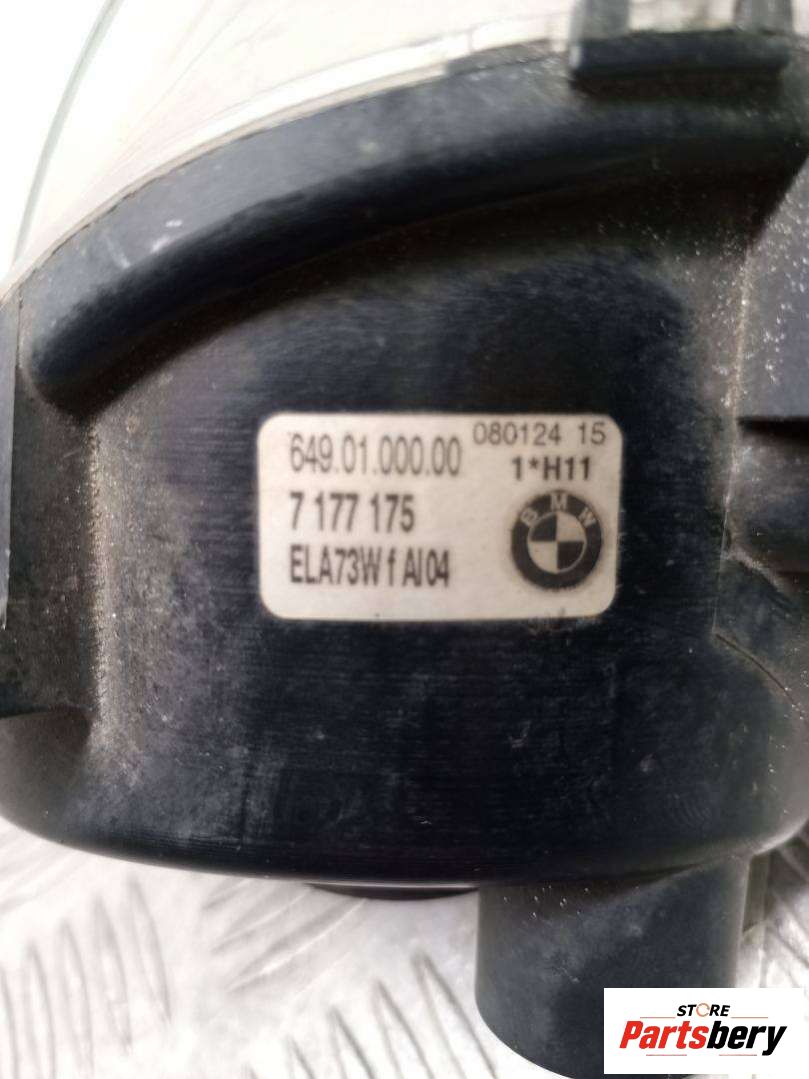 649.01.000.00 080124 15
1*H11
7 177 175
ELA73W f AI04
BMW
STORE
Partsbery